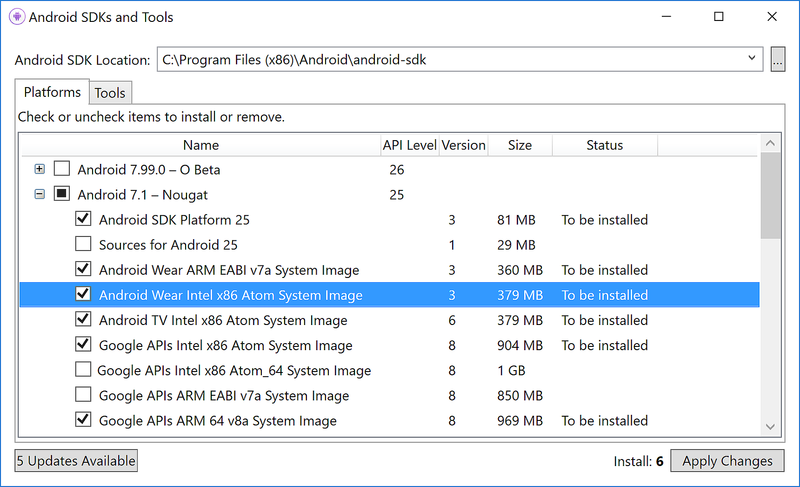 Android SDKs and Tools
Android SDK Location: C:\Program Files (x86)\Android\android-sdk ...
Platforms Tools
Check or uncheck items to install or remove.
Name API Level Version Size Status
Android 7.99.0 – O Beta 26
Android 7.1 – Nougat 25
Android SDK Platform 25 3 81 MB To be installed
Sources for Android 25 1 29 MB
Android Wear ARM EABI v7a System Image 3 360 MB To be installed
Android Wear Intel x86 Atom System Image 3 379 MB To be installed
Android TV Intel x86 Atom System Image 6 379 MB To be installed
Google APIs Intel x86 Atom System Image 8 904 MB To be installed
Google APIs Intel x86 Atom_64 System Image 8 1 GB
Google APIs ARM EABI v7a System Image 8 850 MB
Google APIs ARM 64 v8a System Image 8 969 MB To be installed
5 Updates Available Install: 6 Apply Changes